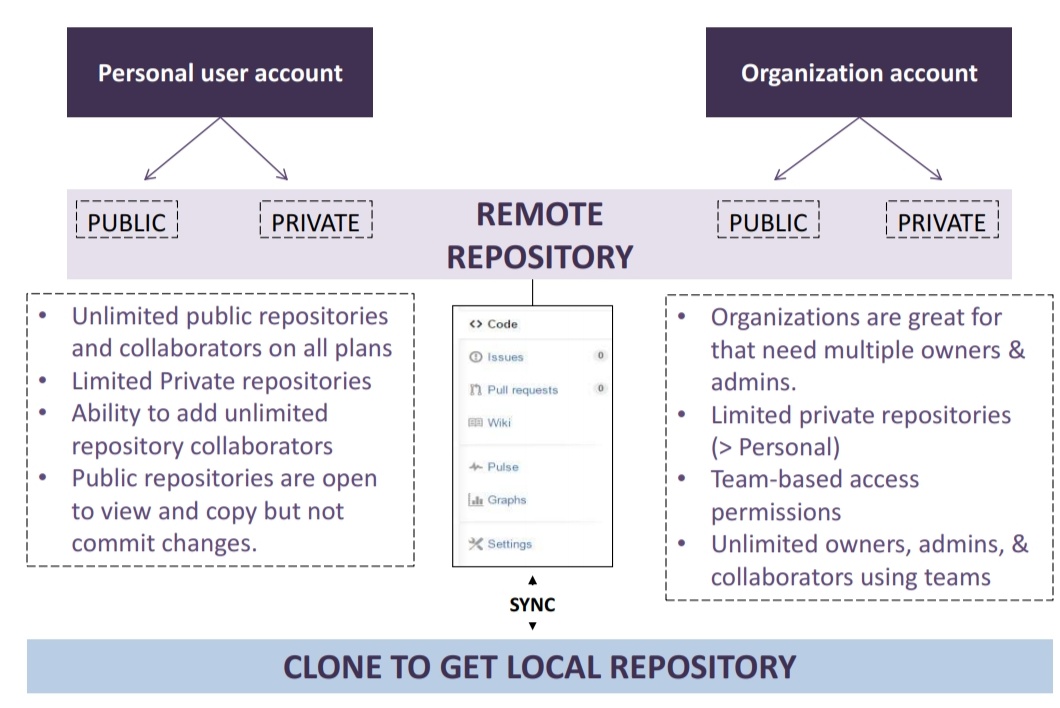 Personal user account
Organization account
PUBLIC
PRIVATE
REMOTE
REPOSITORY
PUBLIC
PRIVATE
• Unlimited public repositories
and collaborators on all plans
• Limited Private repositories
• Ability to add unlimited
repository collaborators
• Public repositories are open
to view and copy but not
commit changes.
<> Code
Issues 0
Pull requests 0
Wiki
Pulse
Graphs
Settings
• Organizations are great for
that need multiple owners &
admins.
• Limited private repositories
(> Personal)
• Team-based access
permissions
• Unlimited owners, admins, &
collaborators using teams
SYNC
CLONE TO GET LOCAL REPOSITORY